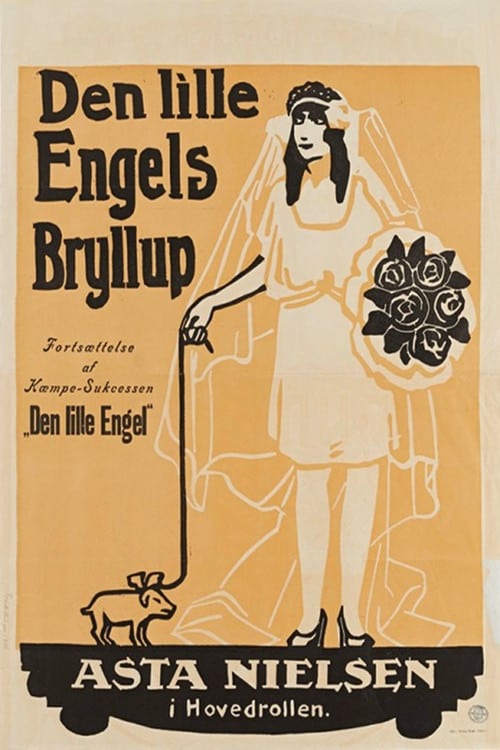 Den lille
Engels
Bryllup
Fortsættelse
af
Kæmpe-Sukcessen
„Den lille Engel“
ASTA NIELSEN
i Hovedrollen.